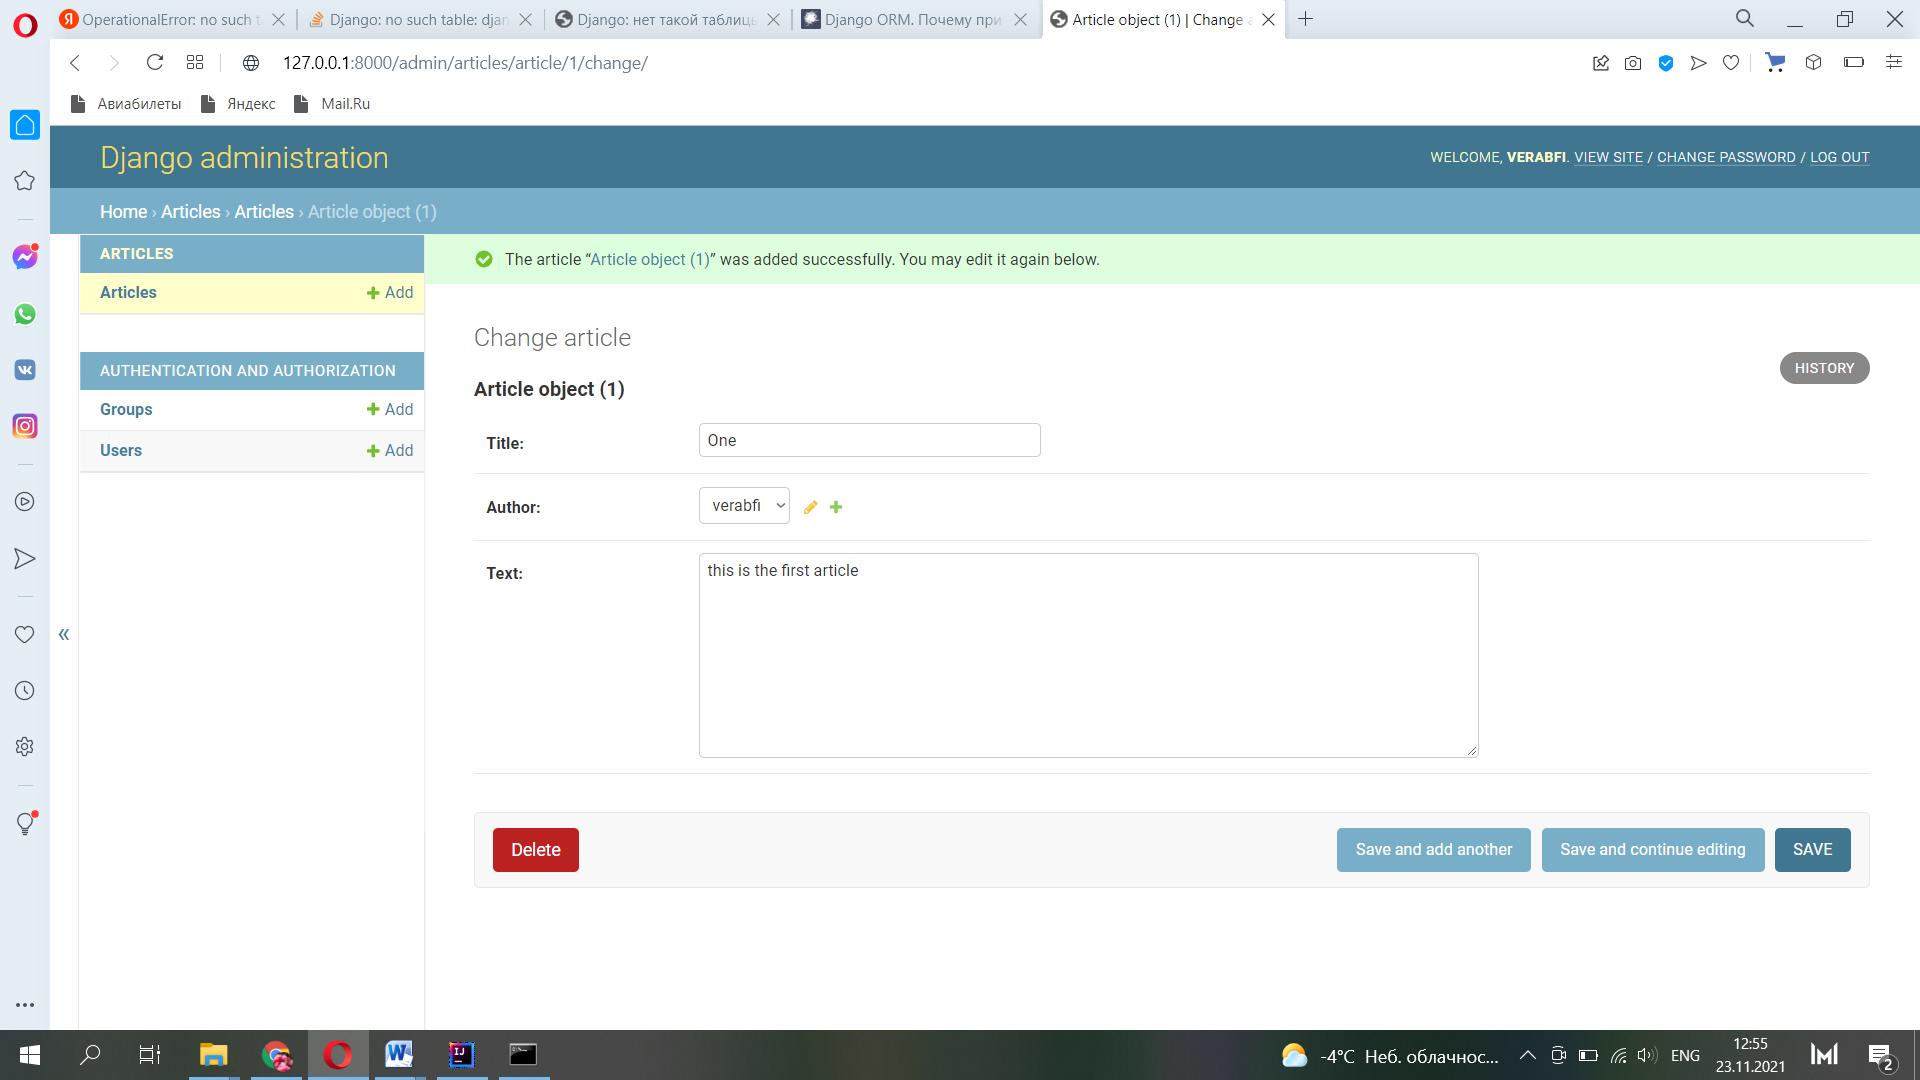 OperationalError: no such t
Django: no such table: djan
Django: нет такой таблиць
Django ORM. Почему при
Article object (1) | Change a
127.0.0.1:8000/admin/articles/article/1/change/
Авиабилеты
Яндекс
Mail.Ru
Django administration
WELCOME, VERABFI. VIEW SITE / CHANGE PASSWORD / LOG OUT
Home › Articles › Articles › Article object (1)
ARTICLES
Articles
Add
AUTHENTICATION AND AUTHORIZATION
Groups
Add
Users
Add
«
The article “Article object (1)” was added successfully. You may edit it again below.
Change article
HISTORY
Article object (1)
Title:
One
Author:
verabfi
Text:
this is the first article
Delete
Save and add another
Save and continue editing
SAVE
-4°C Неб. облачнос...
ENG
12:55
23.11.2021
2